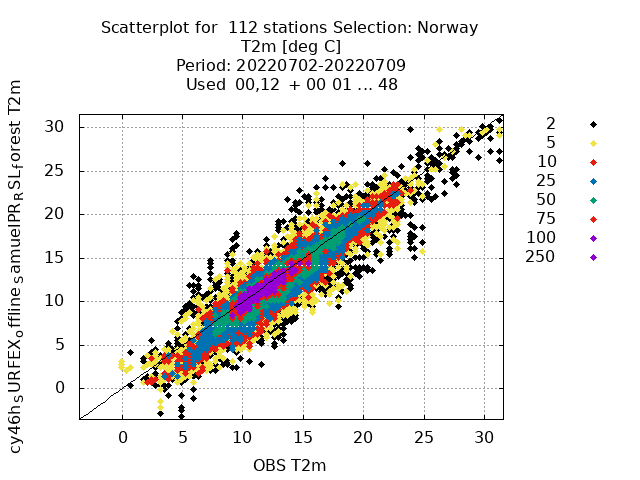 Scatterplot for 112 stations Selection: Norway
T2m [deg C]
Period: 20220702-20220709
Used 00,12 + 00 01 ... 48
cy46h_SURFEX_offline_samuelPR_RSL_Forest T2m
30
25
20
15
10
5
0
0 5 10 15 20 25 30
OBS T2m
2
5
10
25
50
75
100
250